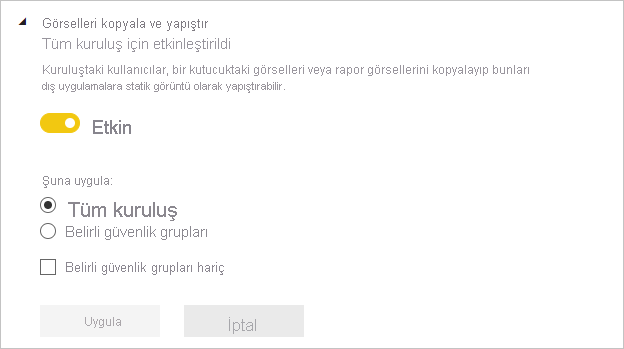 Görselleri kopyala ve yapıştır
Tüm kuruluş için etkinleştirildi
Kuruluştaki kullanıcılar, bir kutucuktaki görselleri veya rapor görsellerini kopyalayıp bunları
dış uygulamalara statik görüntü olarak yapıştırabilir.
Etkin
Şuna uygula:
Tüm kuruluş
Belirli güvenlik grupları
Belirli güvenlik grupları hariç
Uygula
İptal